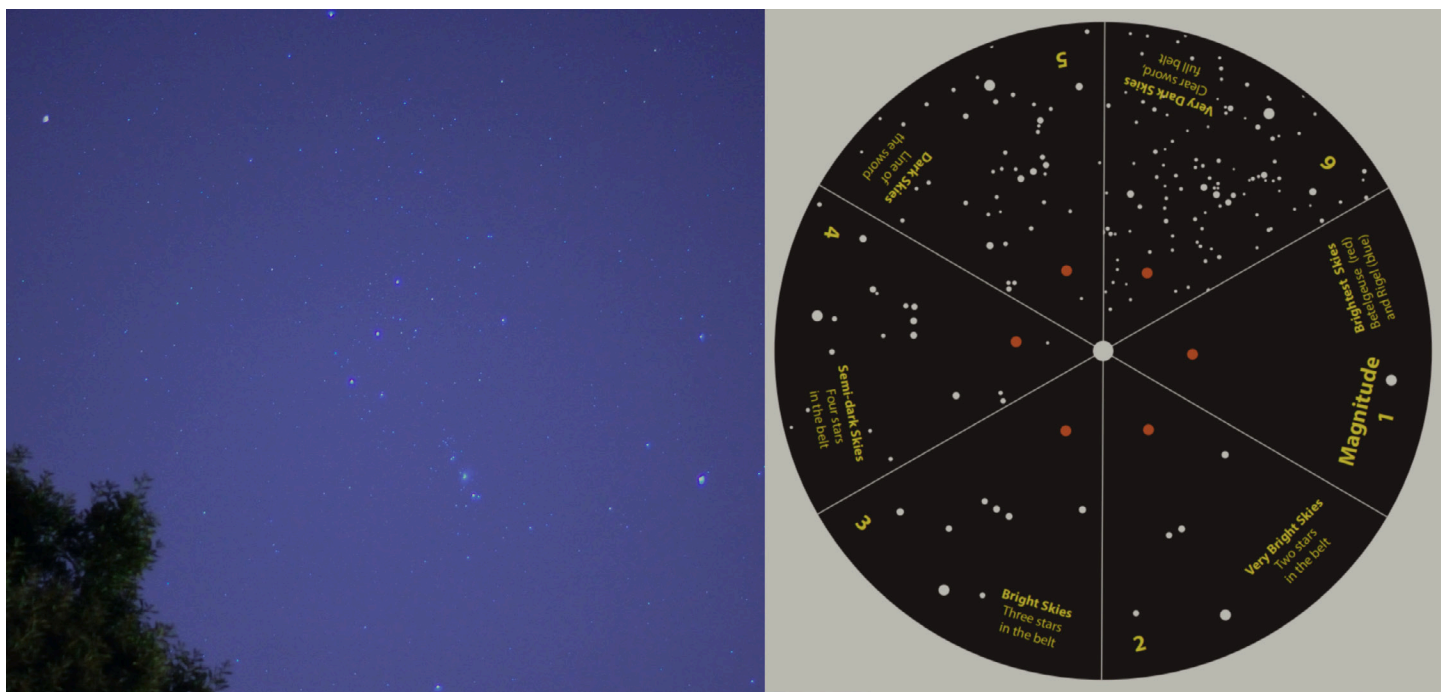 Magnitude
1
Brightest Skies
Betelgeuse (red)
and Rigel (blue)
2
Very Bright Skies
Two stars
in the belt
3
Bright Skies
Three stars
in the belt
4
Semi-dark Skies
Four stars
in the belt
5
Dark Skies
Line of
the sword
6
Very Dark Skies
Clear sword,
full belt